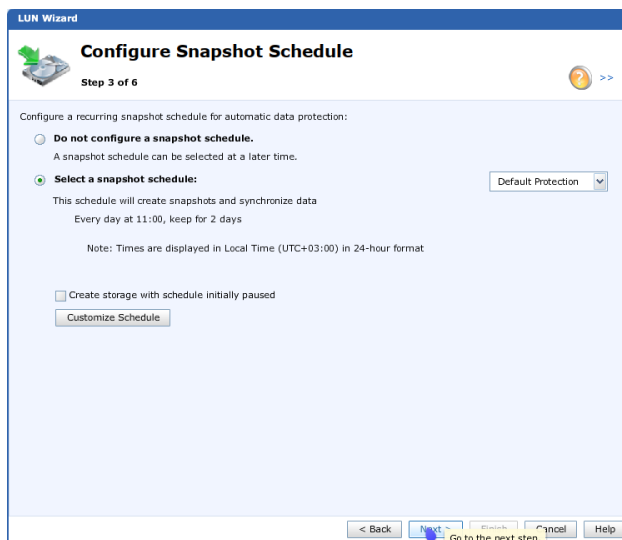 LUN Wizard
Configure Snapshot Schedule
Step 3 of 6
? >>
Configure a recurring snapshot schedule for automatic data protection:
Do not configure a snapshot schedule.
A snapshot schedule can be selected at a later time.
Select a snapshot schedule: Default Protection
This schedule will create snapshots and synchronize data
Every day at 11:00, keep for 2 days
Note: Times are displayed in Local Time (UTC+03:00) in 24-hour format
Create storage with schedule initially paused
Customize Schedule
< Back Next > Finish Cancel Help
Go to the next step